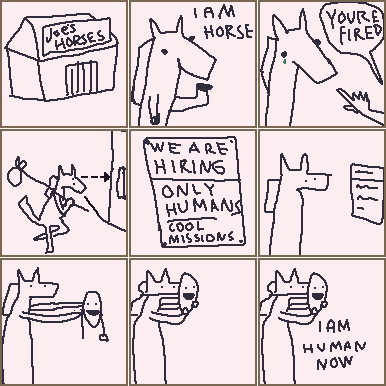 JOE'S
HORSES
I AM
HORSE
YOU'RE
FIRED
WE ARE
HIRING
ONLY
HUMANS
COOL
MISSIONS
I AM
HUMAN
NOW